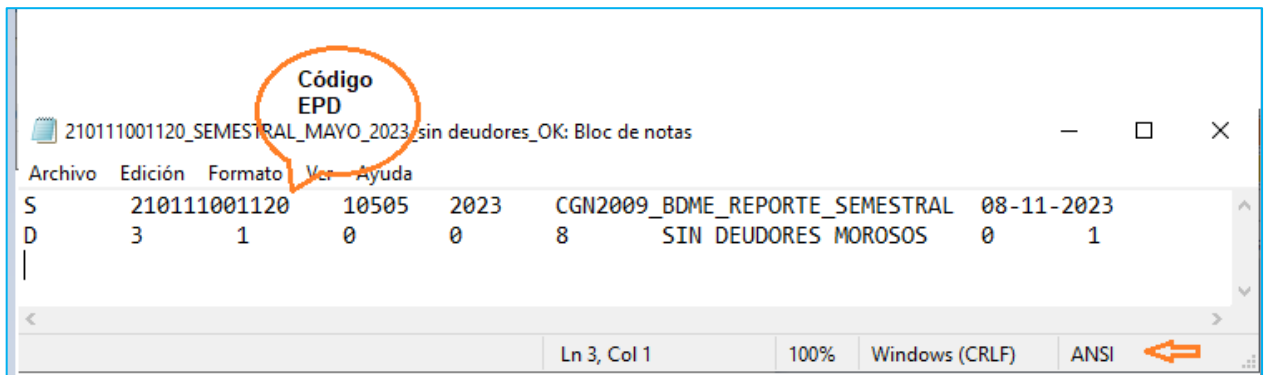 Código
EPD
210111001120_SEMESTRAL_MAYO_2023_sin deudores_OK: Bloc de notas
Archivo Edición Formato Ver Ayuda
S 210111001120 10505 2023 CGN2009_BDME_REPORTE_SEMESTRAL 08-11-2023
D 3 1 0 0 8 SIN DEUDORES MOROSOS 0 1
Ln 3, Col 1 100% Windows (CRLF) ANSI